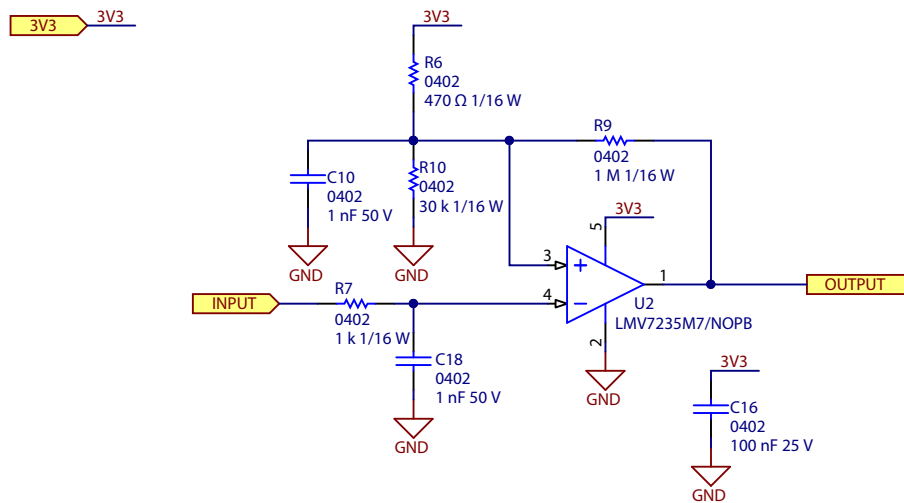 3V3
3V3
3V3
R6
0402
470 Ω 1/16 W
R9
0402
1 M 1/16 W
C10
0402
1 nF 50 V
R10
0402
30 k 1/16 W
GND
GND
3V3
5
3
+
4
−
1
2
U2
LMV7235M7/NOPB
OUTPUT
INPUT
R7
0402
1 k 1/16 W
C18
0402
1 nF 50 V
GND
GND
3V3
C16
0402
100 nF 25 V
GND